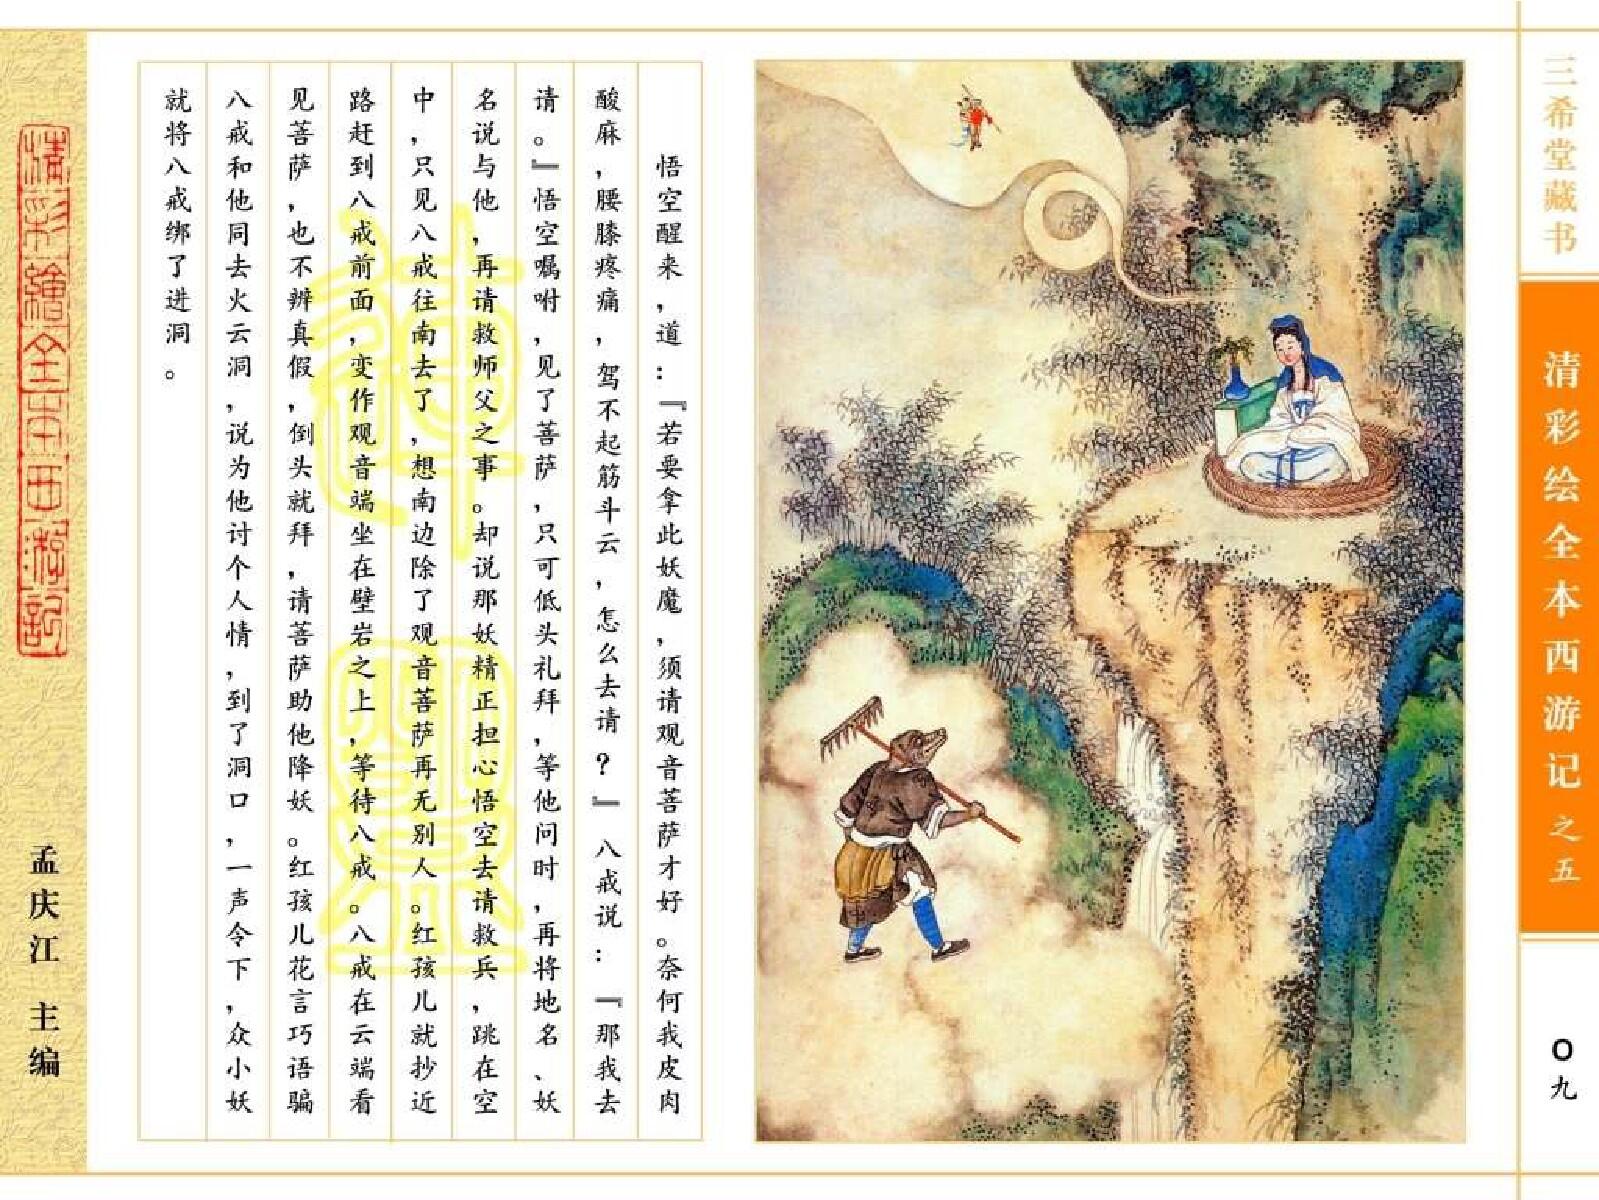 三希堂藏书
清彩绘全本西游记之五
〇九
悟空醒来，道：『若要拿此妖魔，须请观音菩萨才好。奈何我皮肉
酸麻，腰膝疼痛，驾不起筋斗云，怎么去请？』八戒说：『那我去
请。』悟空嘱咐，见了菩萨，只可低头礼拜，等他问时，再将地名、妖
名说与他，再请救师父之事。却说那妖精正担心悟空去请救兵，跳在空
中，只见八戒往南去了，想南边除了观音菩萨再无别人。红孩儿就抄近
路赶到八戒前面，变作观音端坐在壁岩之上，等待八戒。八戒在云端看
见菩萨，也不辨真假，倒头就拜，请菩萨助他降妖。红孩儿花言巧语骗
八戒和他同去火云洞，说为他讨个人情，到了洞口，一声令下，众小妖
就将八戒绑了进洞。
清彩繪全本西游記
孟庆江 主编